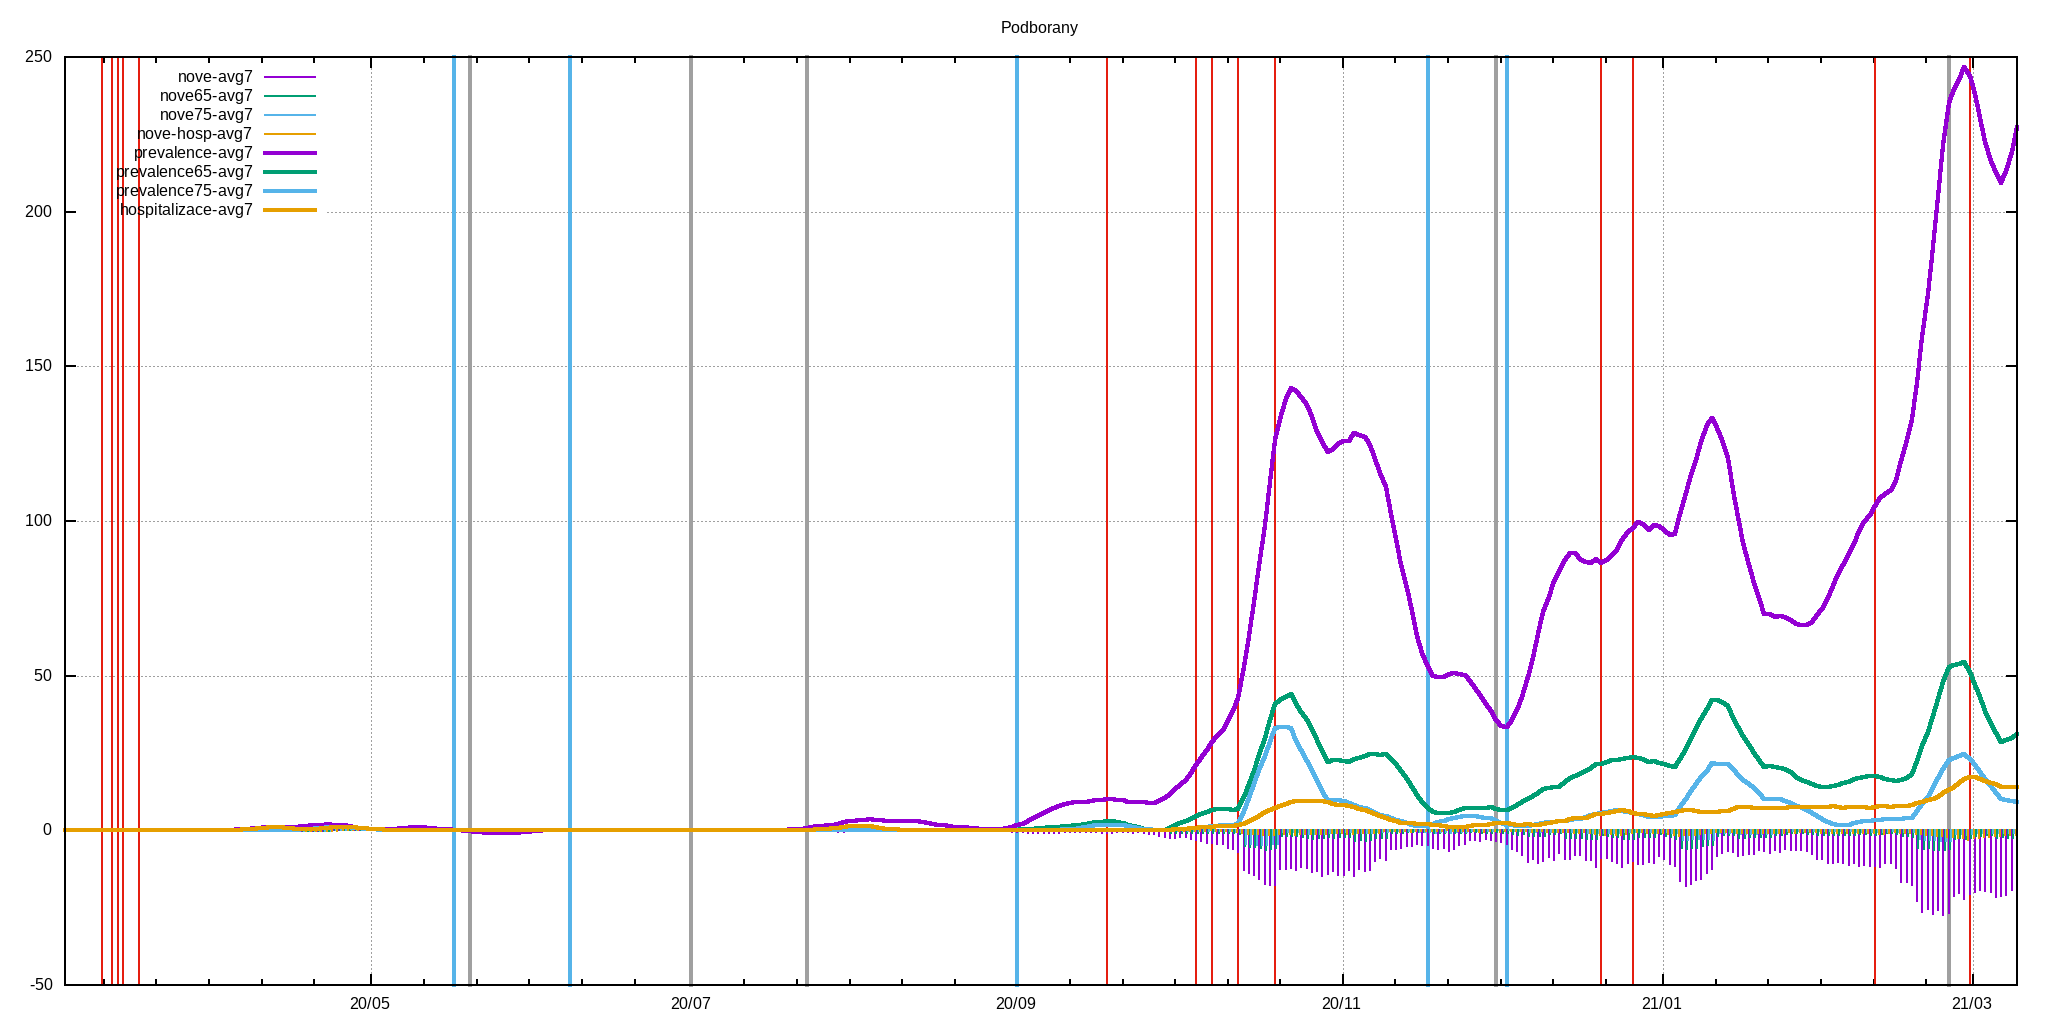 Podborany
250
200
150
100
50
0
-50
nove-avg7
nove65-avg7
nove75-avg7
nove-hosp-avg7
prevalence-avg7
prevalence65-avg7
prevalence75-avg7
hospitalizace-avg7
20/05
20/07
20/09
20/11
21/01
21/03